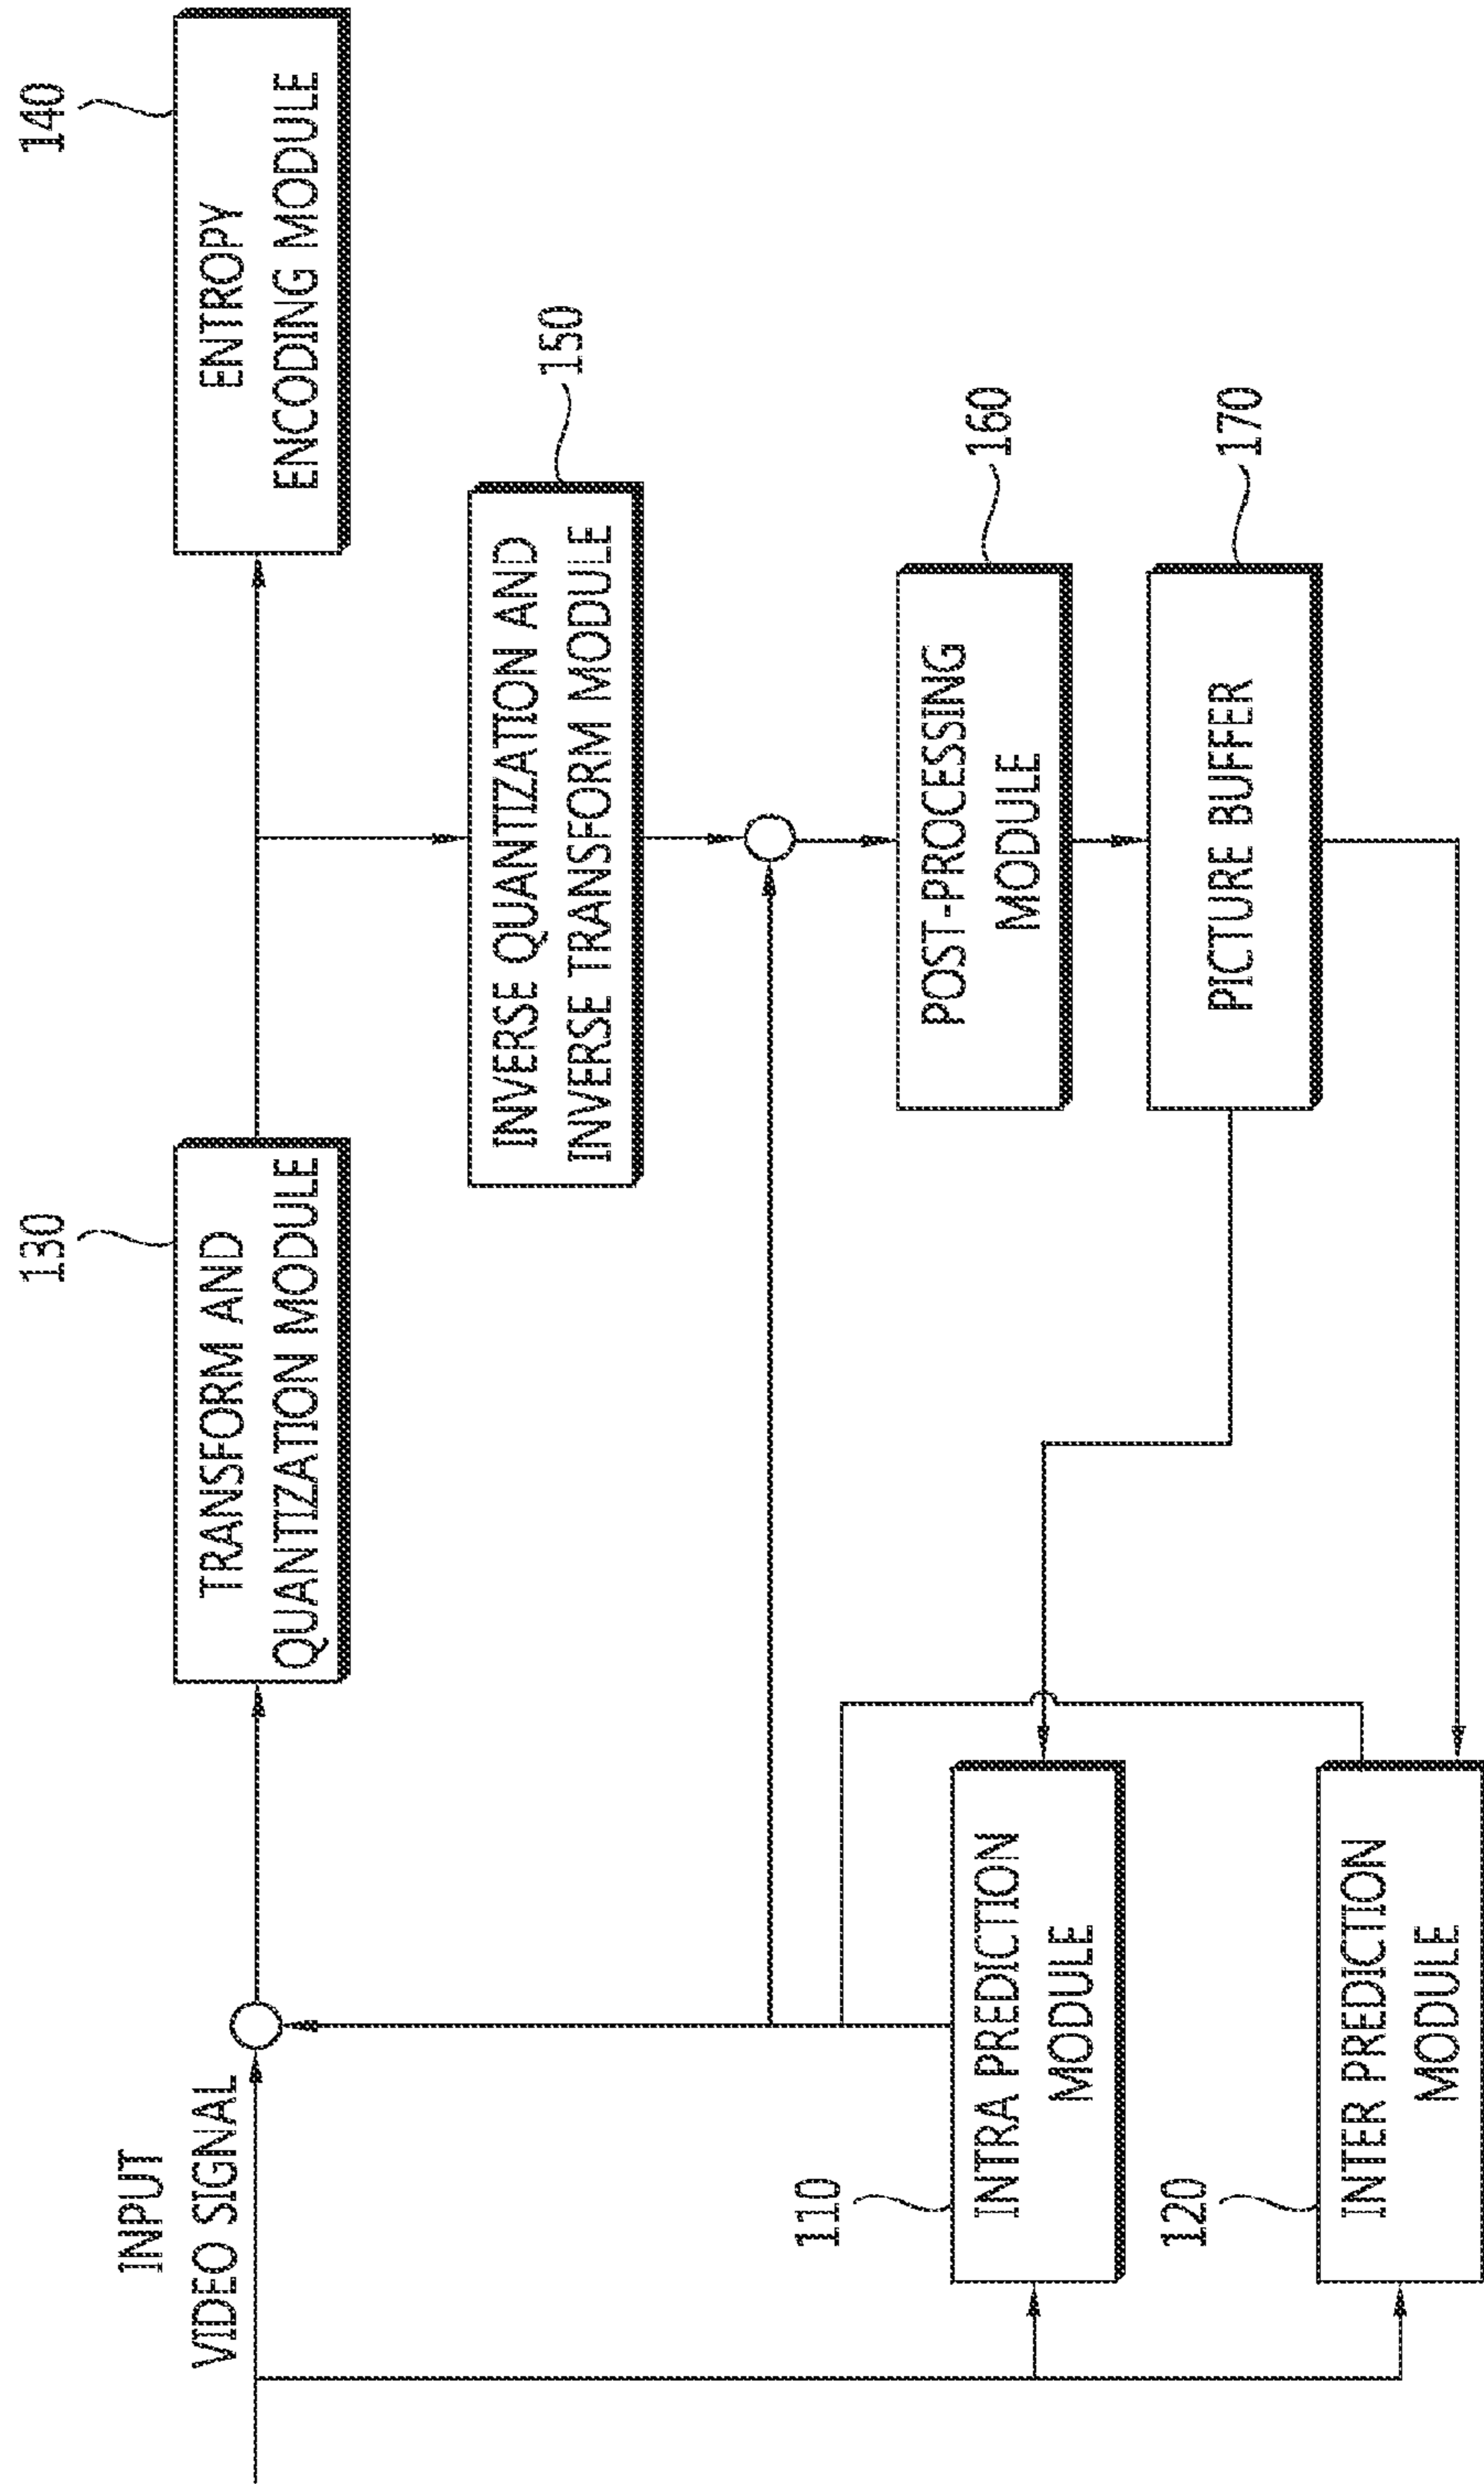 INPUT
VIDEO SIGNAL
130
TRANSFORM AND
QUANTIZATION MODULE
140
ENTROPY
ENCODING MODULE
150
INVERSE QUANTIZATION AND
INVERSE TRANSFORM MODULE
110
INTRA PREDICTION
MODULE
160
POST-PROCESSING
MODULE
120
INTER PREDICTION
MODULE
170
PICTURE BUFFER